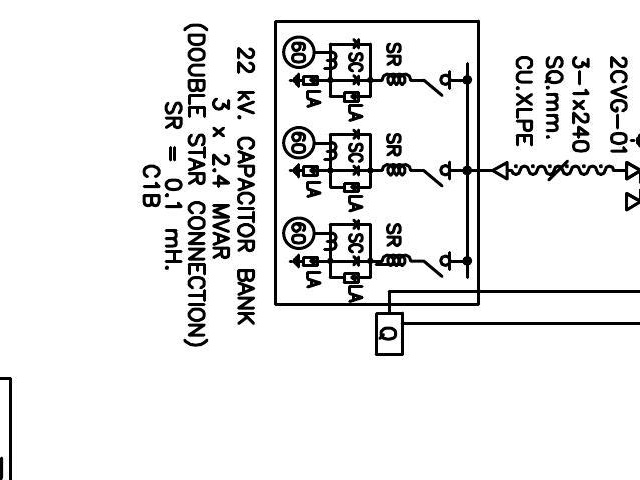 2CVG-01
3-1x240
SQ.mm.
CU.XLPE
SR
*SC*
LA
60
LA
SR
*SC*
LA
60
LA
SR
*SC*
LA
60
LA
Q
22 kV. CAPACITOR BANK
3 x 2.4 MVAR
(DOUBLE STAR CONNECTION)
SR = 0.1 mH.
C1B